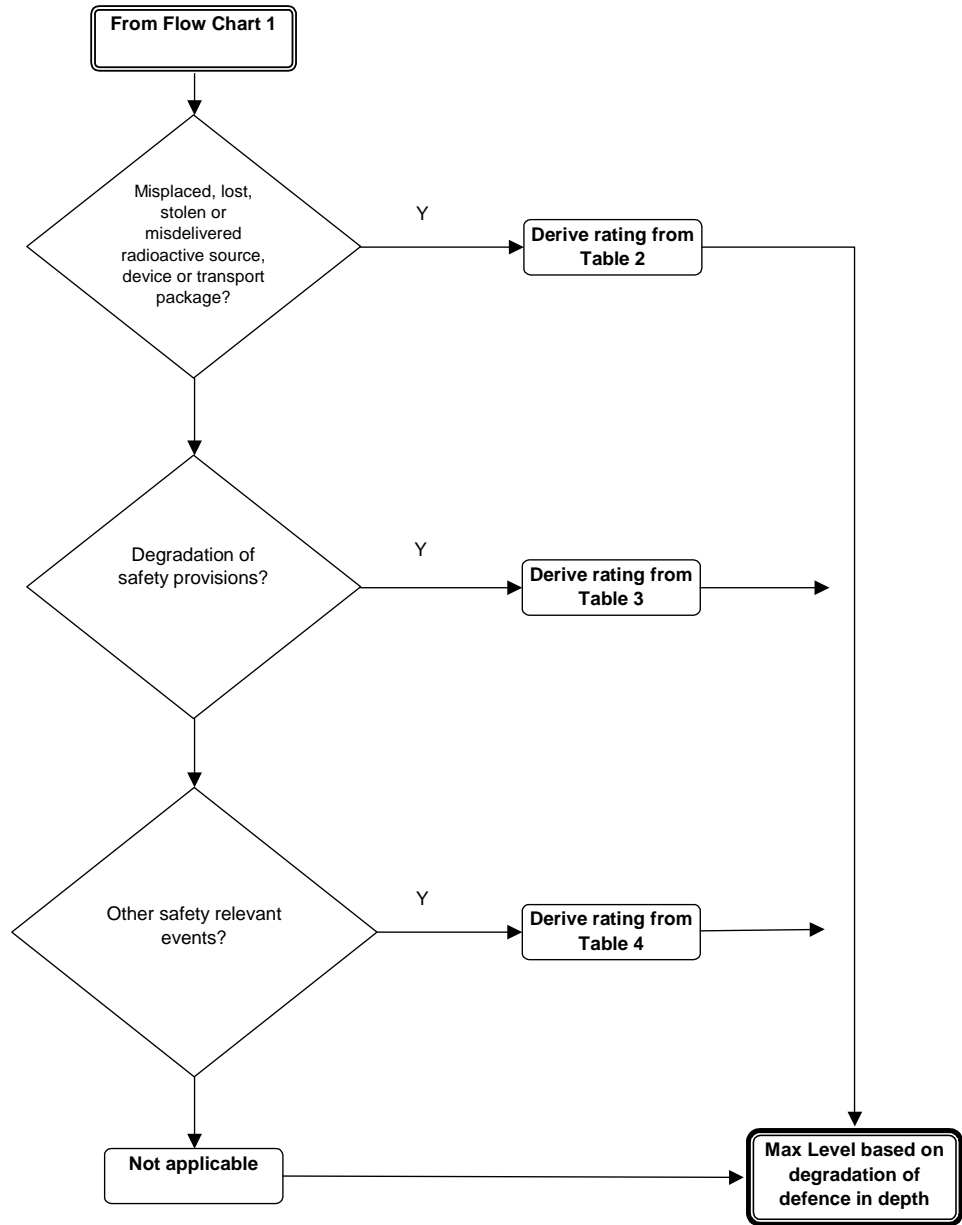 From Flow Chart 1
Misplaced, lost,
stolen or
misdelivered
radioactive source,
device or transport
package?
Y
Derive rating from
Table 2
Degradation of
safety provisions?
Y
Derive rating from
Table 3
Other safety relevant
events?
Y
Derive rating from
Table 4
Not applicable
Max Level based on
degradation of
defence in depth